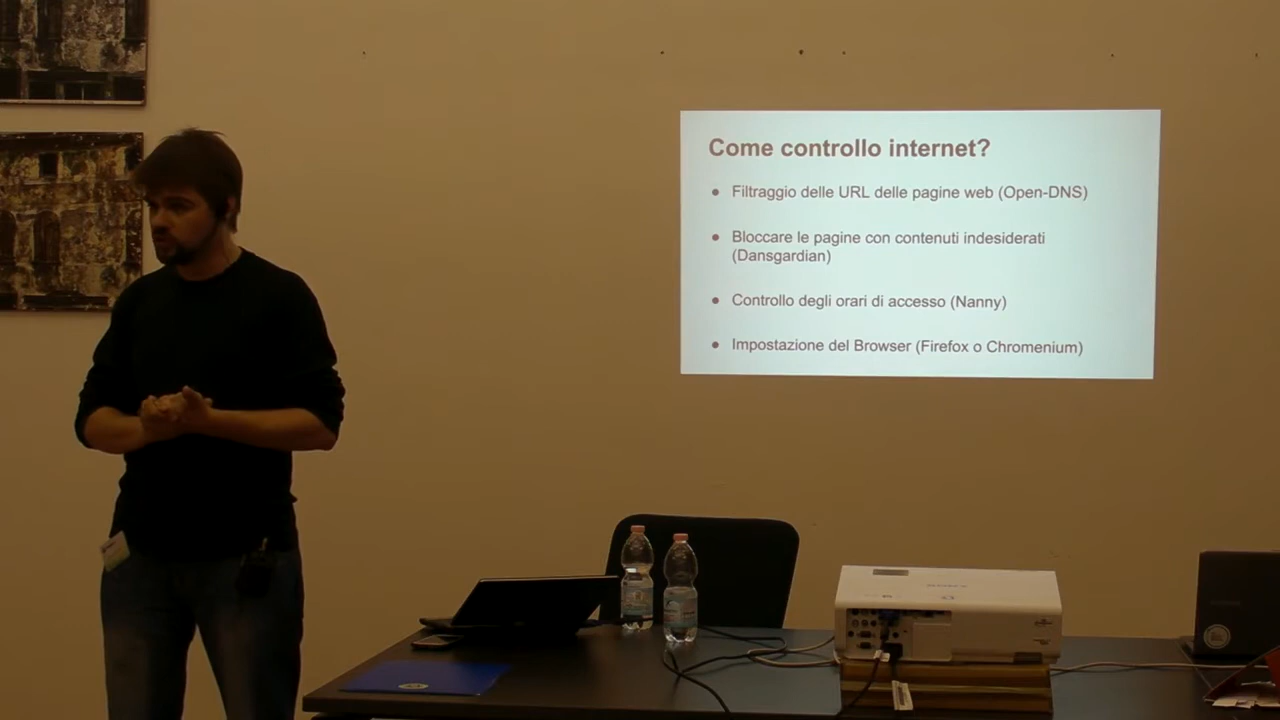 Come controllo internet?
● Filtraggio delle URL delle pagine web (Open-DNS)
● Bloccare le pagine con contenuti indesiderati
(Dansgardian)
● Controllo degli orari di accesso (Nanny)
● Impostazione del Browser (Firefox o Chromenium)